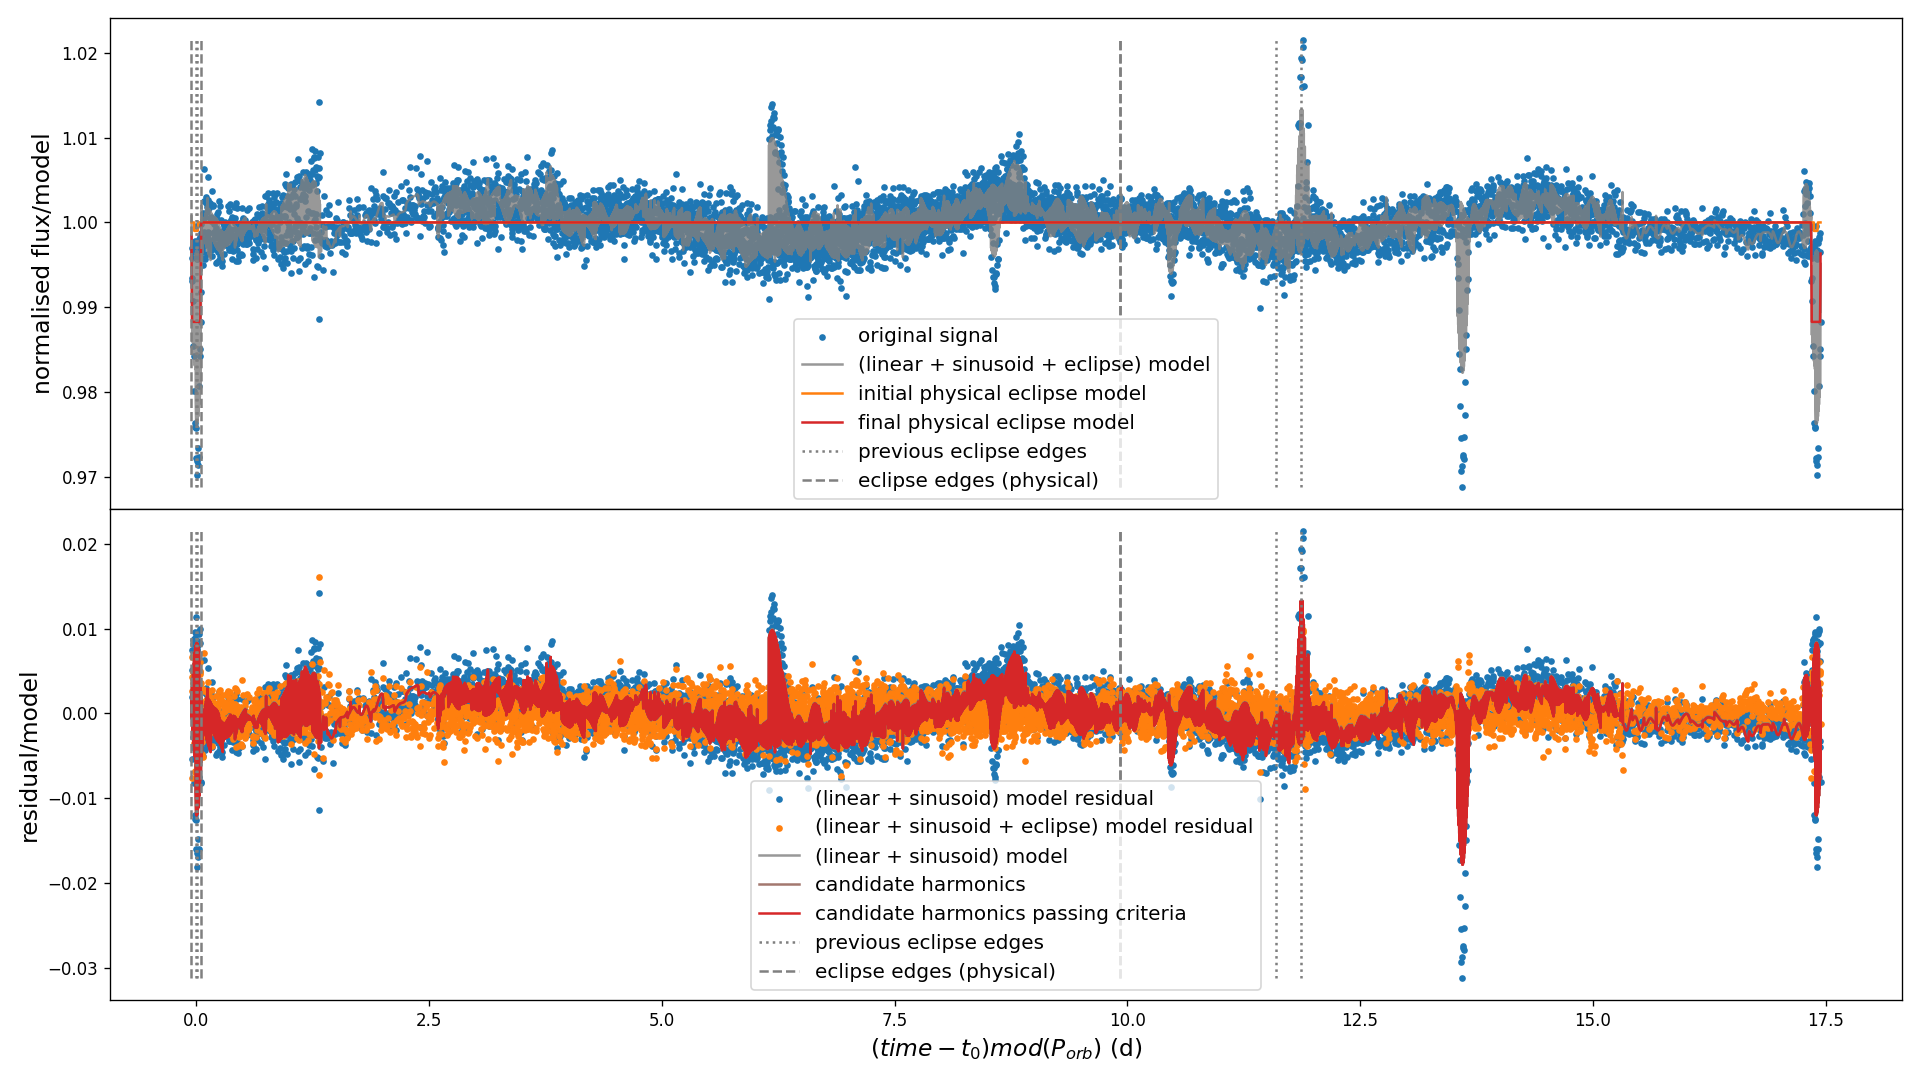 1.02
1.01
1.00
0.99
0.98
0.97
normalised flux/model
original signal
(linear + sinusoid + eclipse) model
initial physical eclipse model
final physical eclipse model
previous eclipse edges
eclipse edges (physical)
0.02
0.01
0.00
−0.01
−0.02
−0.03
residual/model
(linear + sinusoid) model residual
(linear + sinusoid + eclipse) model residual
(linear + sinusoid) model
candidate harmonics
candidate harmonics passing criteria
previous eclipse edges
eclipse edges (physical)
0.0 2.5 5.0 7.5 10.0 12.5 15.0 17.5
(time − t₀)mod(P_orb) (d)